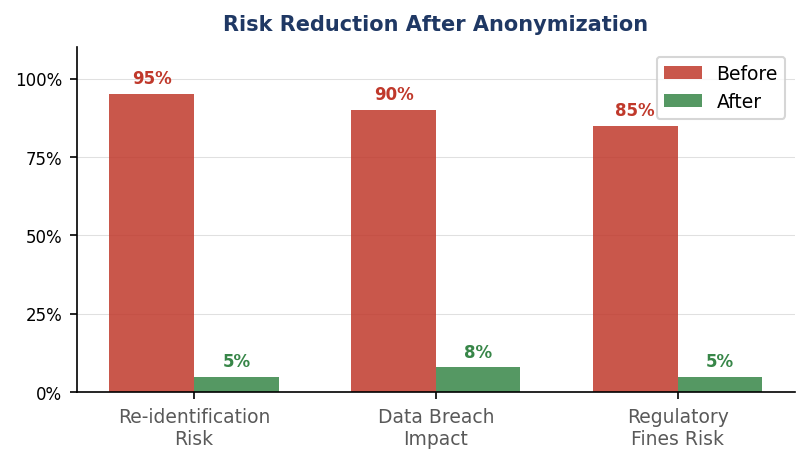 Risk Reduction After Anonymization
100%
75%
50%
25%
0%
95%
5%
90%
8%
85%
5%
Before
After
Re-identification
Risk
Data Breach
Impact
Regulatory
Fines Risk